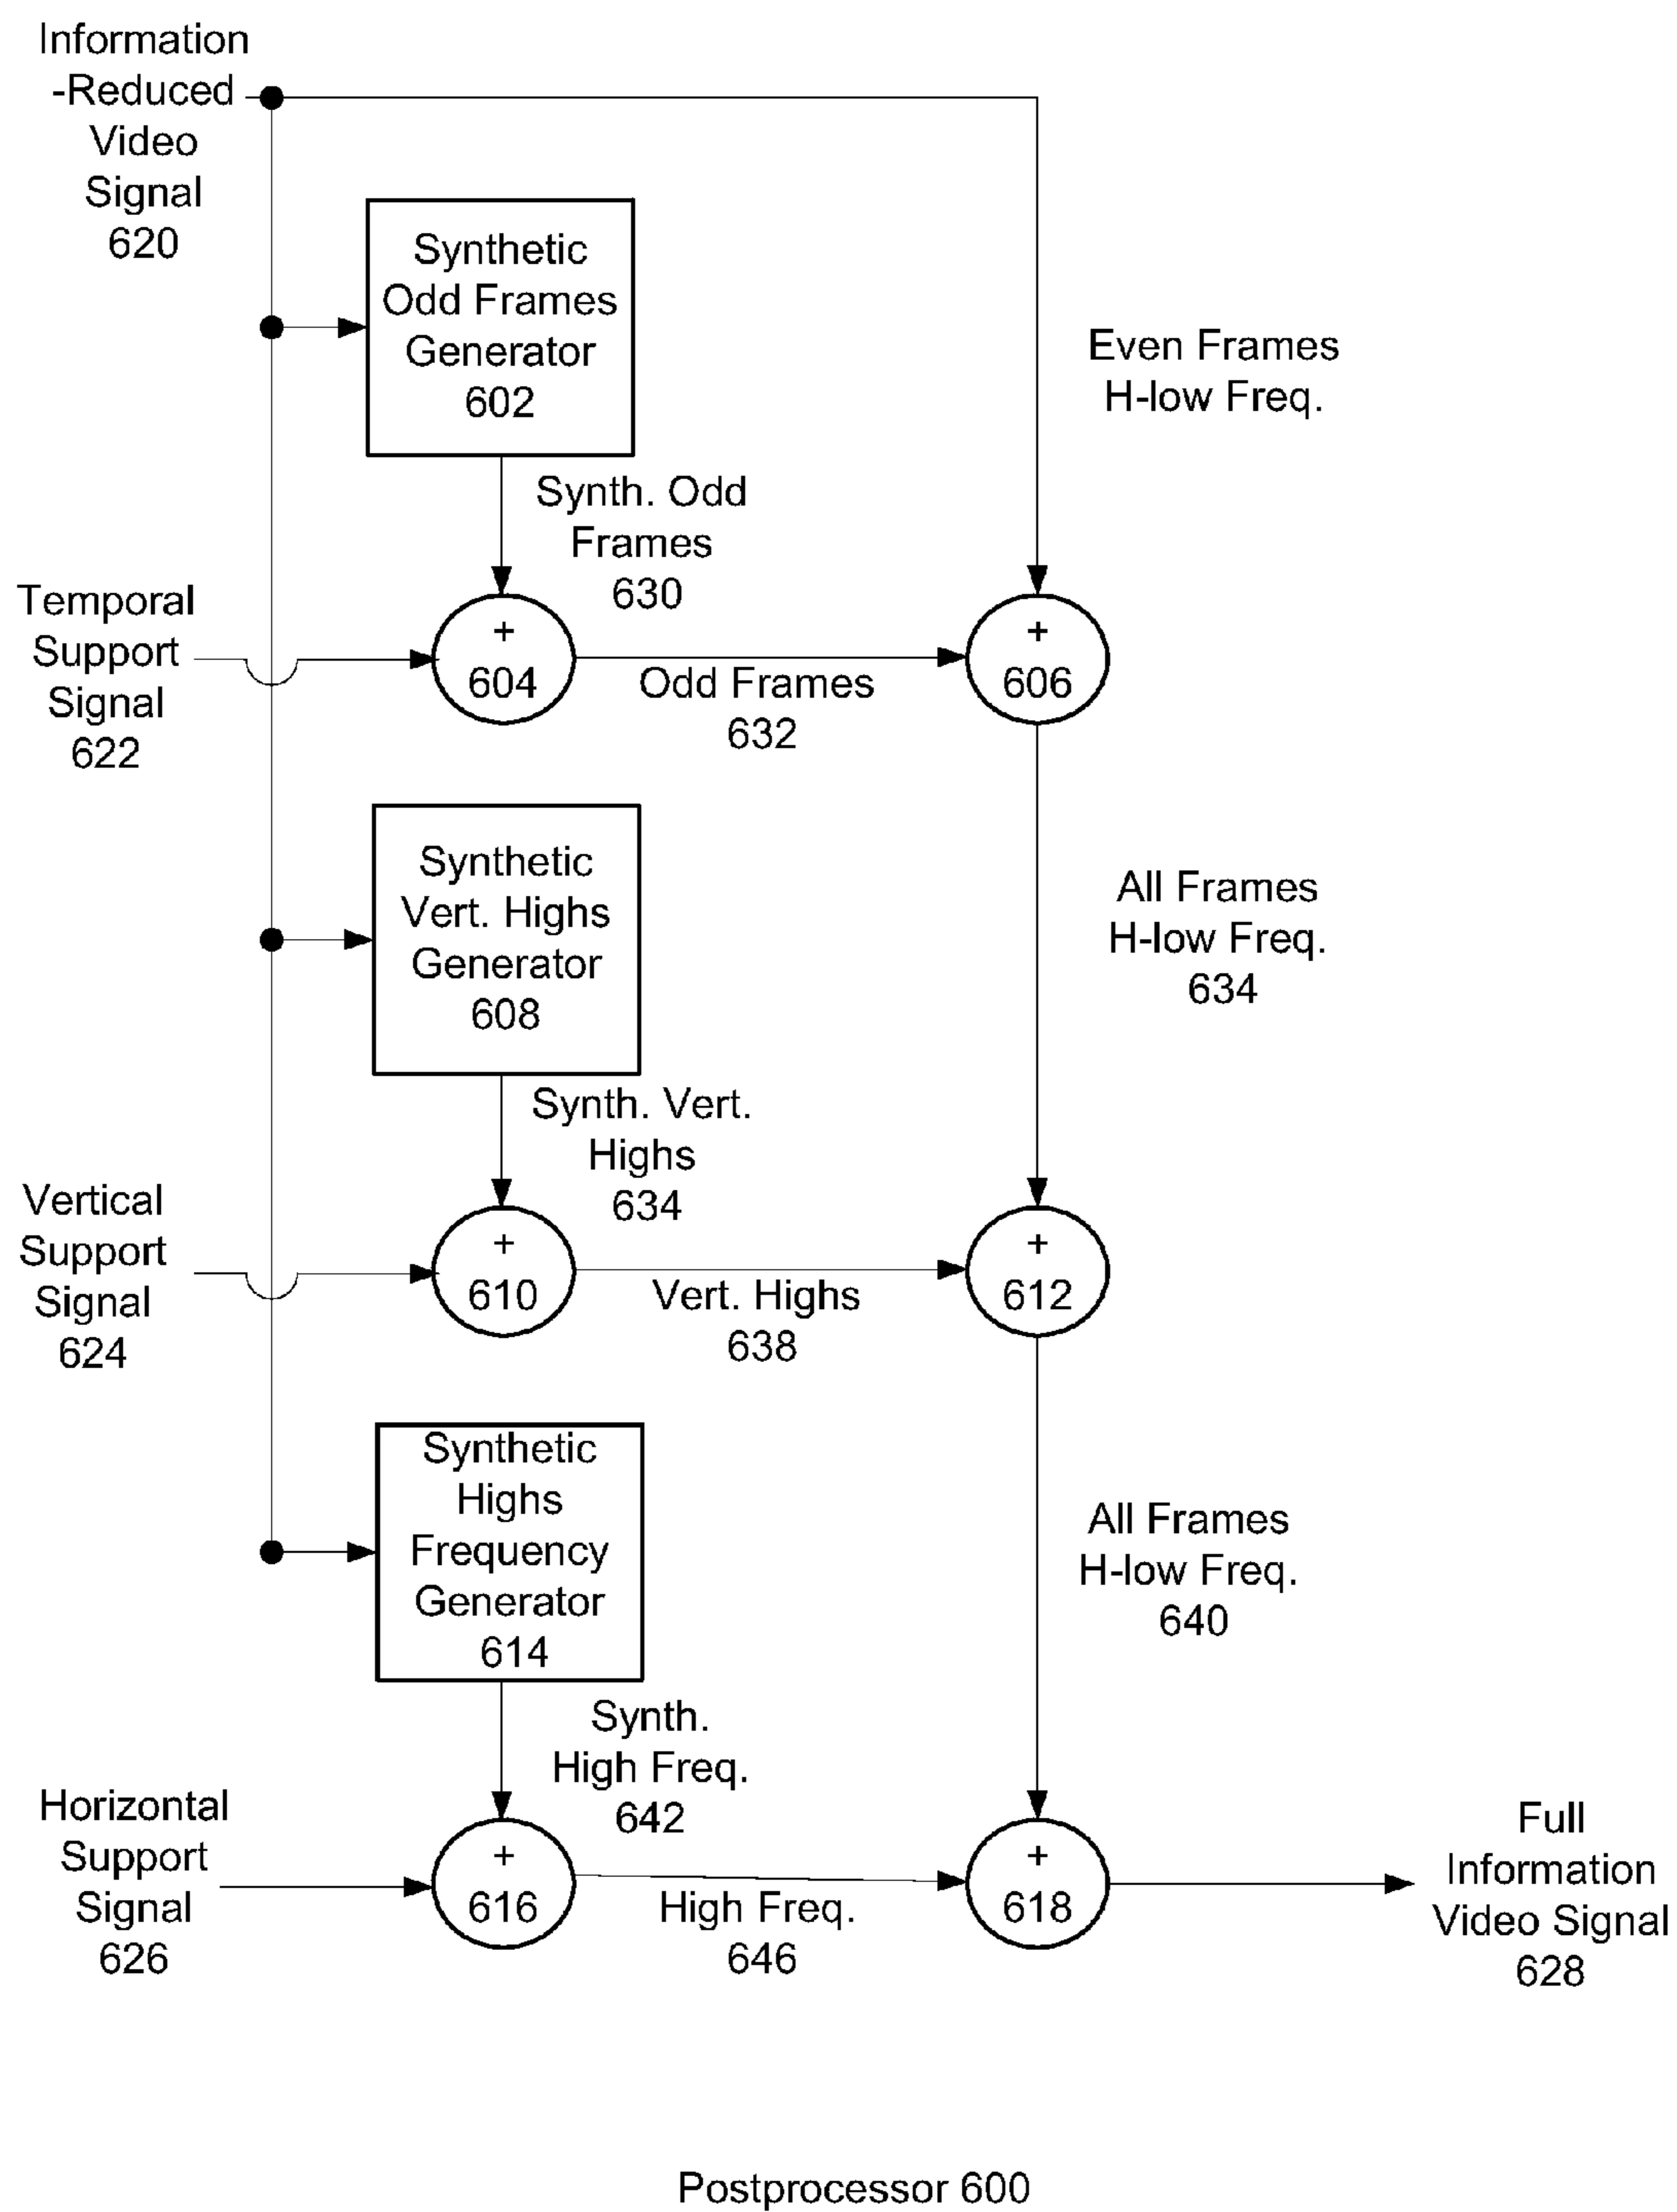 Information
-Reduced
Video
Signal
620
Synthetic
Odd Frames
Generator
602
Even Frames
H-low Freq.
Synth. Odd
Frames
630
Temporal
Support
Signal
622
+
604
Odd Frames
632
+
606
Synthetic
Vert. Highs
Generator
608
All Frames
H-low Freq.
634
Synth. Vert.
Highs
634
Vertical
Support
Signal
624
+
610
Vert. Highs
638
+
612
Synthetic
Highs
Frequency
Generator
614
All Frames
H-low Freq.
640
Synth.
High Freq.
642
Horizontal
Support
Signal
626
+
616
High Freq.
646
+
618
Full
Information
Video Signal
628
Postprocessor 600